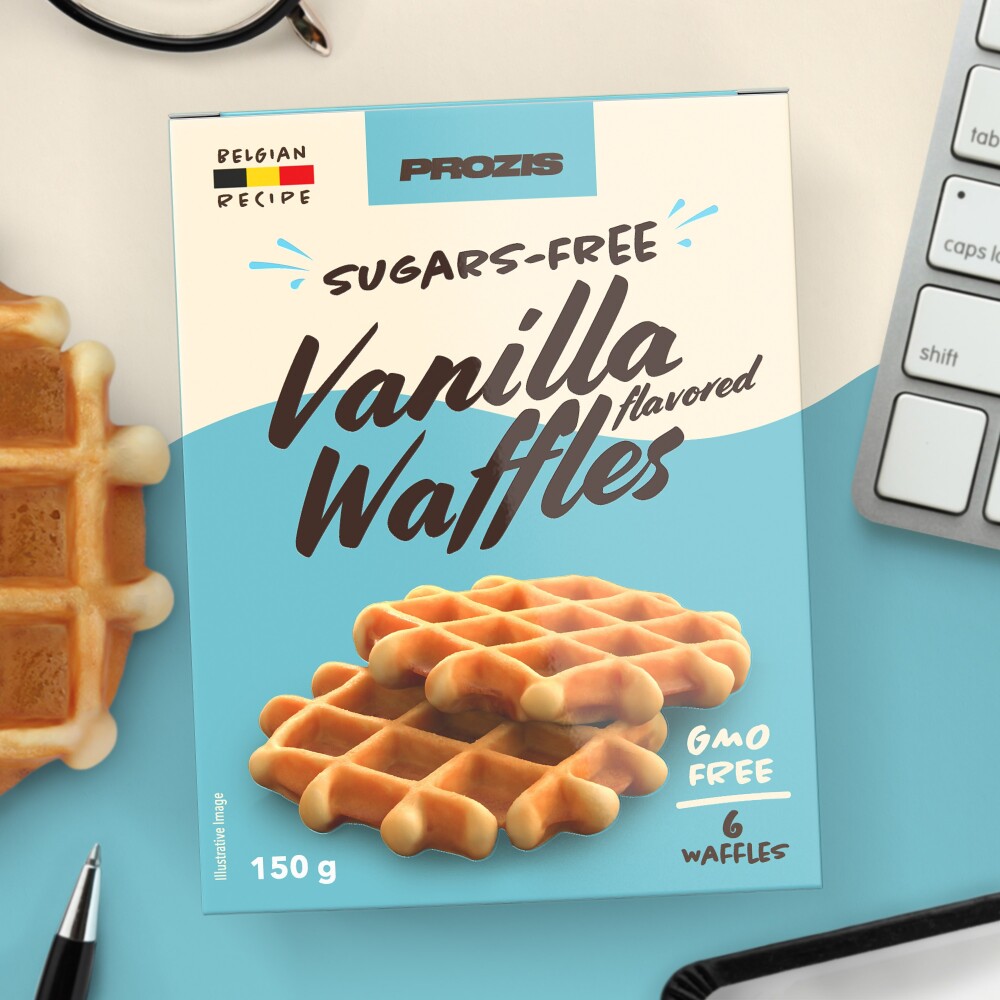 BELGIAN
RECIPE
PROZIS
SUGARS-FREE
Vanilla
flavored
Waffles
GMO
FREE
6
WAFFLES
Illustrative Image
150 g
tab
caps lo
shift